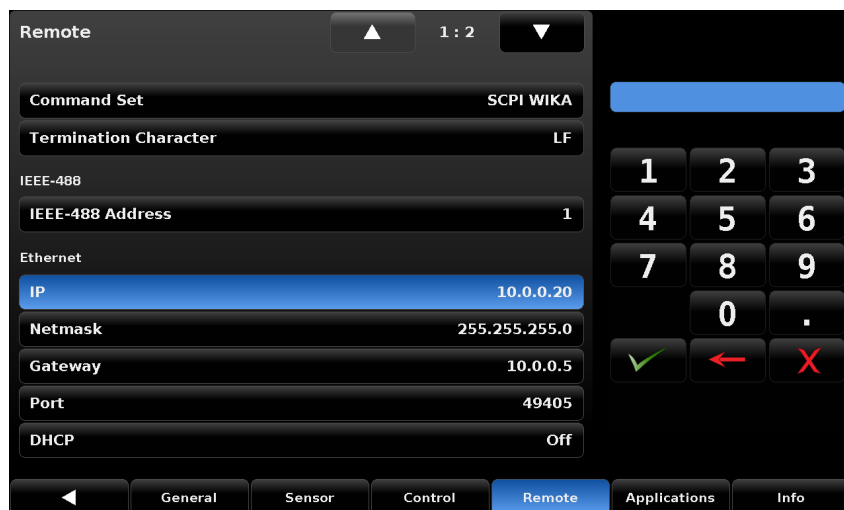 Remote 1 : 2
Command Set SCPI WIKA
Termination Character LF
IEEE-488
IEEE-488 Address 1
Ethernet
IP 10.0.0.20
Netmask 255.255.255.0
Gateway 10.0.0.5
Port 49405
DHCP Off
1 2 3
4 5 6
7 8 9
0 .
General Sensor Control Remote Applications Info